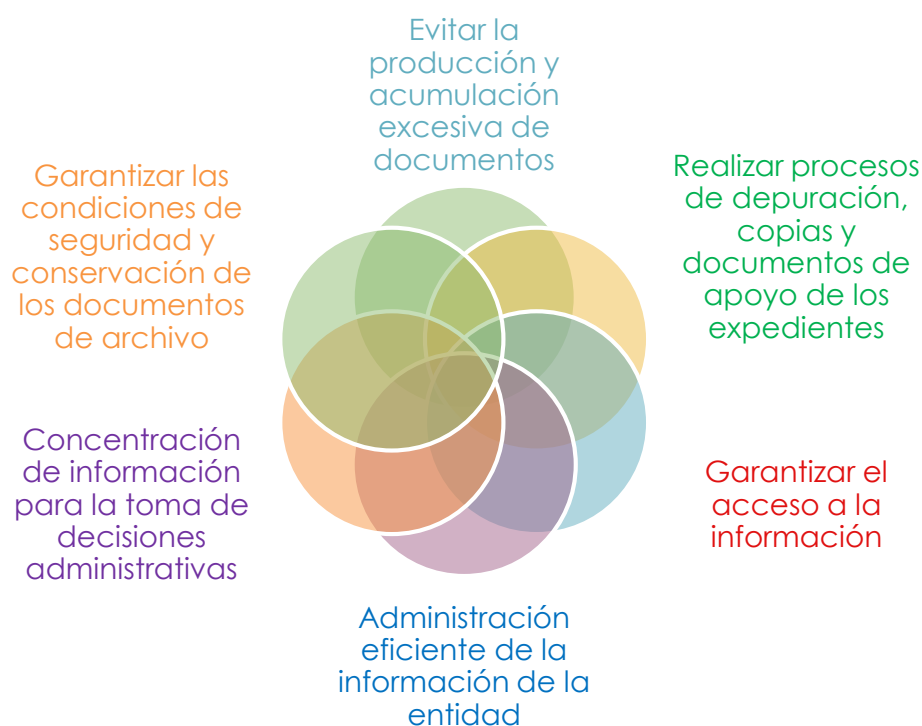 Evitar la
producción y
acumulación
excesiva de
documentos
Realizar procesos
de depuración,
copias y
documentos de
apoyo de los
expedientes
Garantizar el
acceso a la
información
Administración
eficiente de la
información de la
entidad
Concentración
de información
para la toma de
decisiones
administrativas
Garantizar las
condiciones de
seguridad y
conservación de
los documentos
de archivo